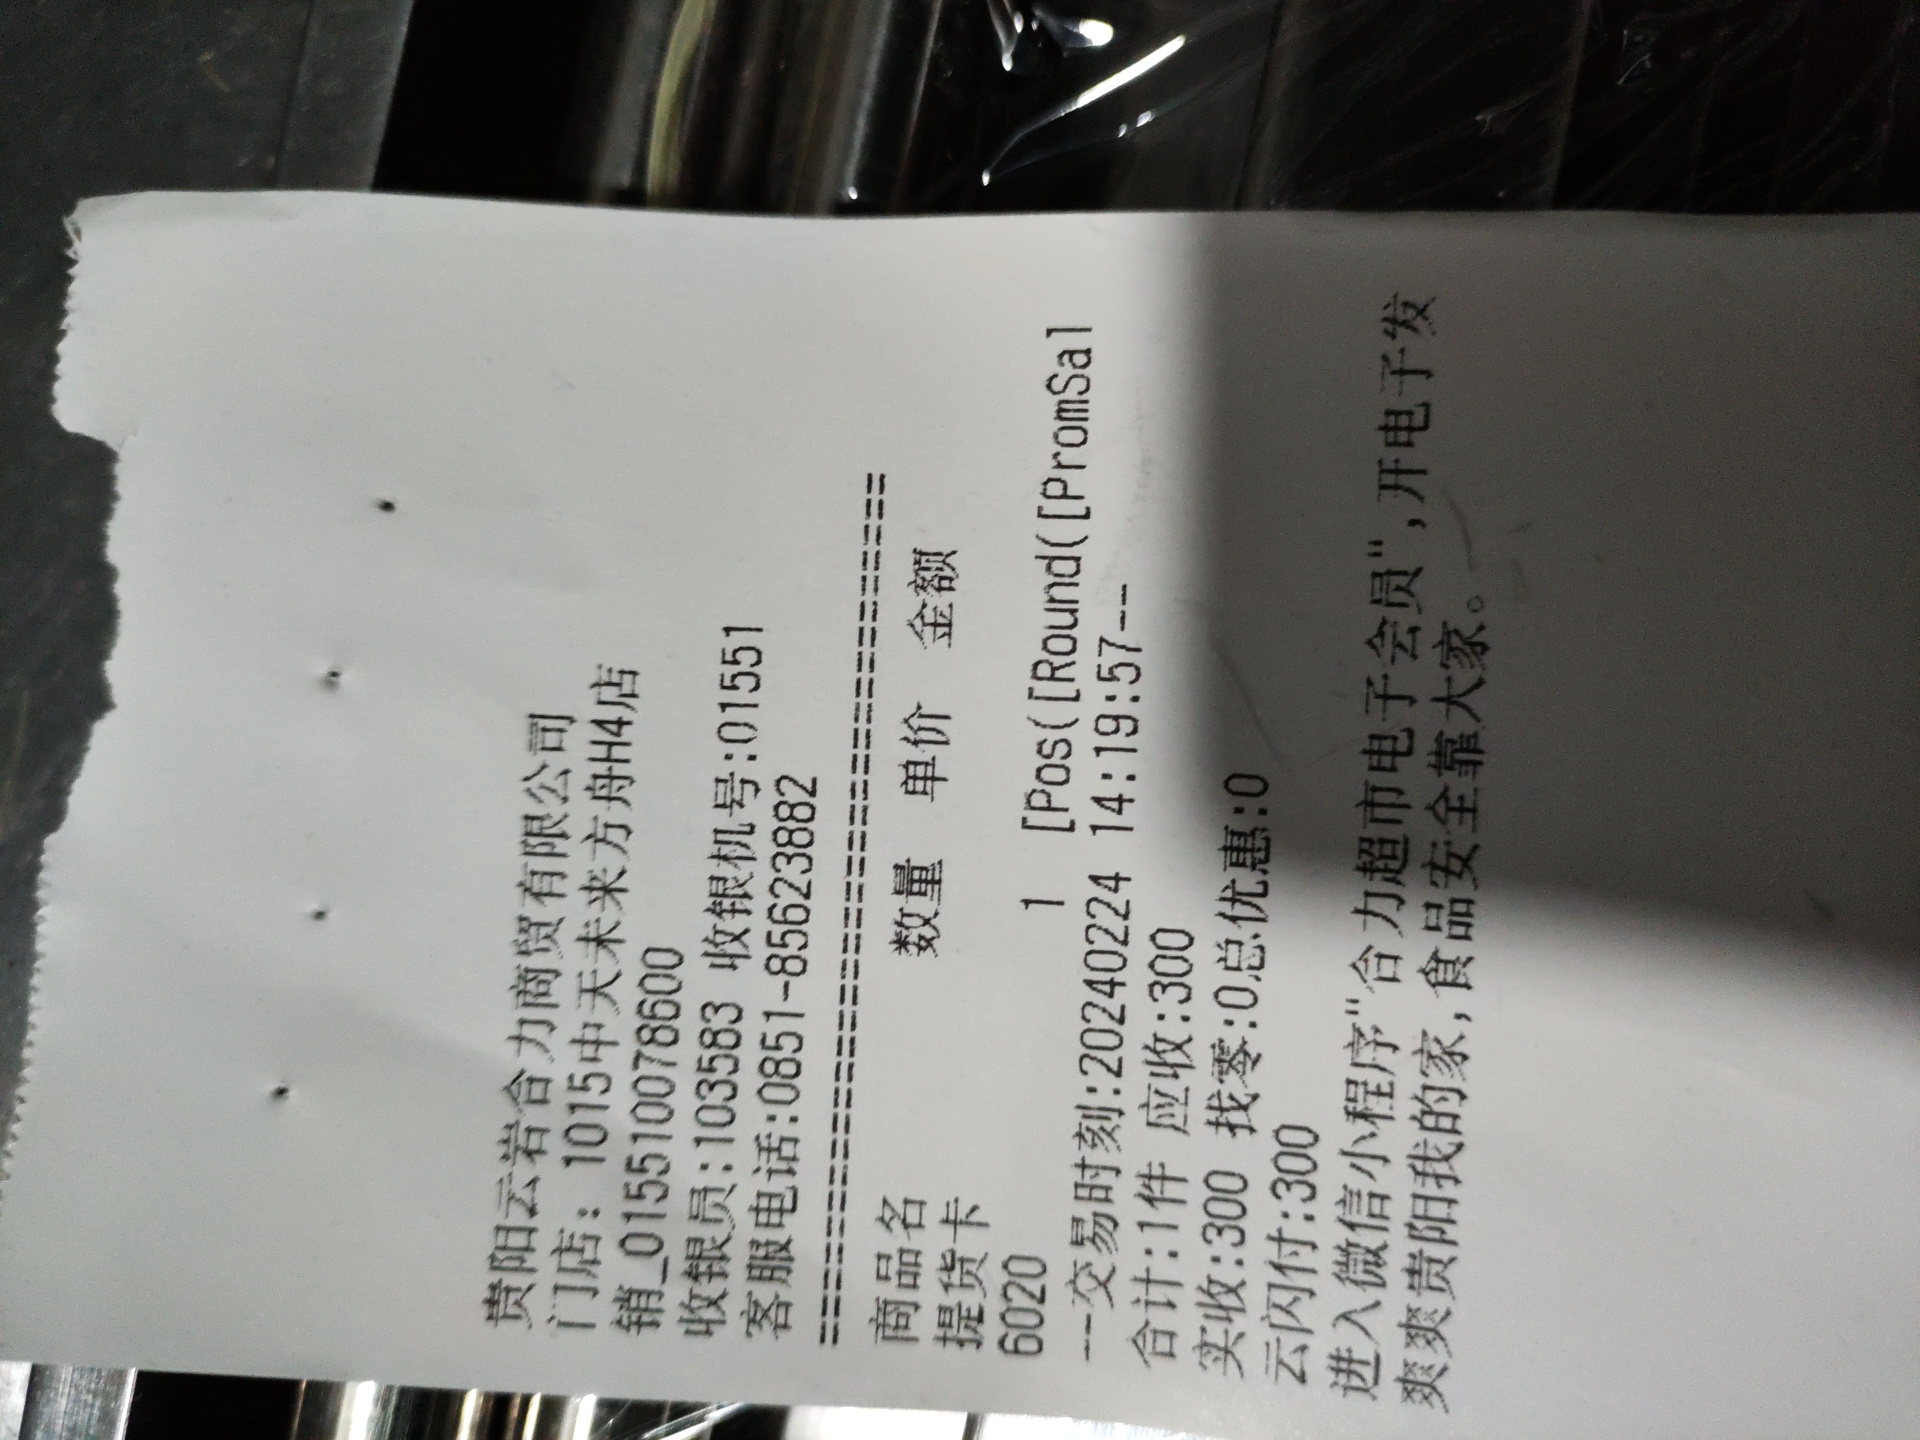 贵阳云岩合力商贸有限公司
门店: 1015中天未来方舟H4店
销_015510078600
收银员:103583 收银机号:01551
客服电话:0851-85623882
================================
商品名 数量 单价 金额
提货卡
6020 1 [Pos([Round([PromSal
--交易时刻:20240224 14:19:57--
合计:1件 应收:300
实收:300 找零:0总优惠:0
云闪付:300
进入微信小程序"合力超市电子会员",开电子发
爽爽贵阳我的家,食品安全靠大家。